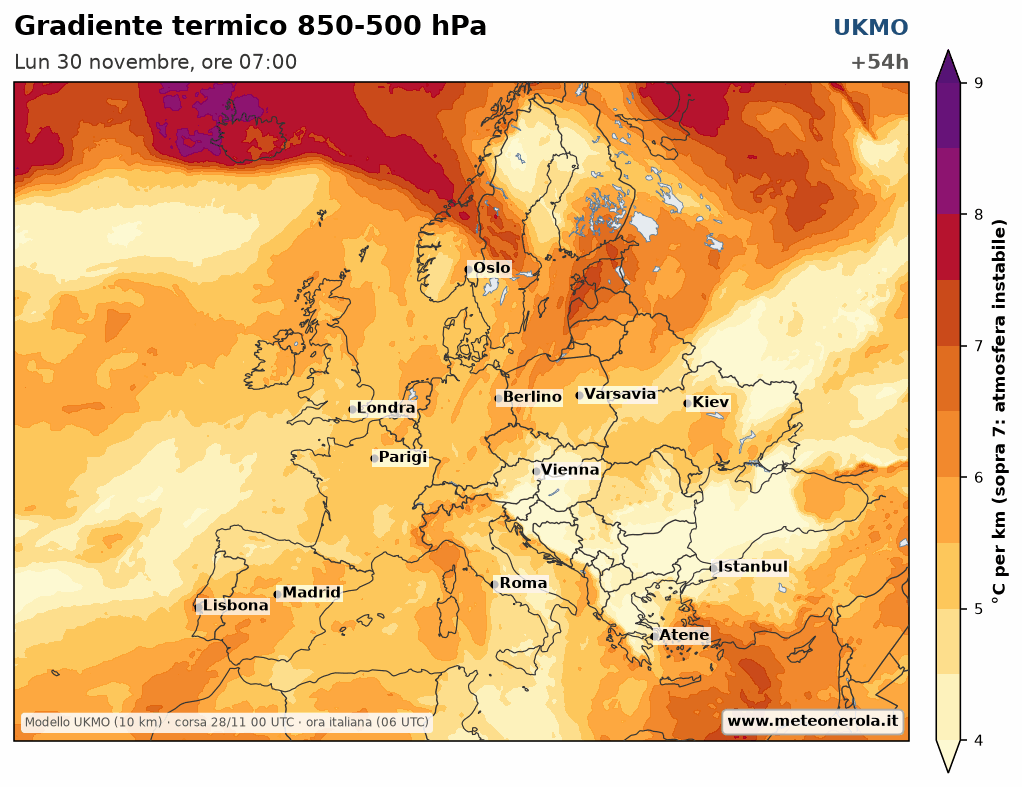 Gradiente termico 850-500 hPa
UKMO
Lun 30 novembre, ore 07:00
+54h
9
8
7
6
5
4
°C per km (sopra 7: atmosfera instabile)
Oslo
Berlino
Varsavia
Kiev
Londra
Parigi
Vienna
Istanbul
Roma
Madrid
Lisbona
Atene
Modello UKMO (10 km) · corsa 28/11 00 UTC · ora italiana (06 UTC)
www.meteonerola.it